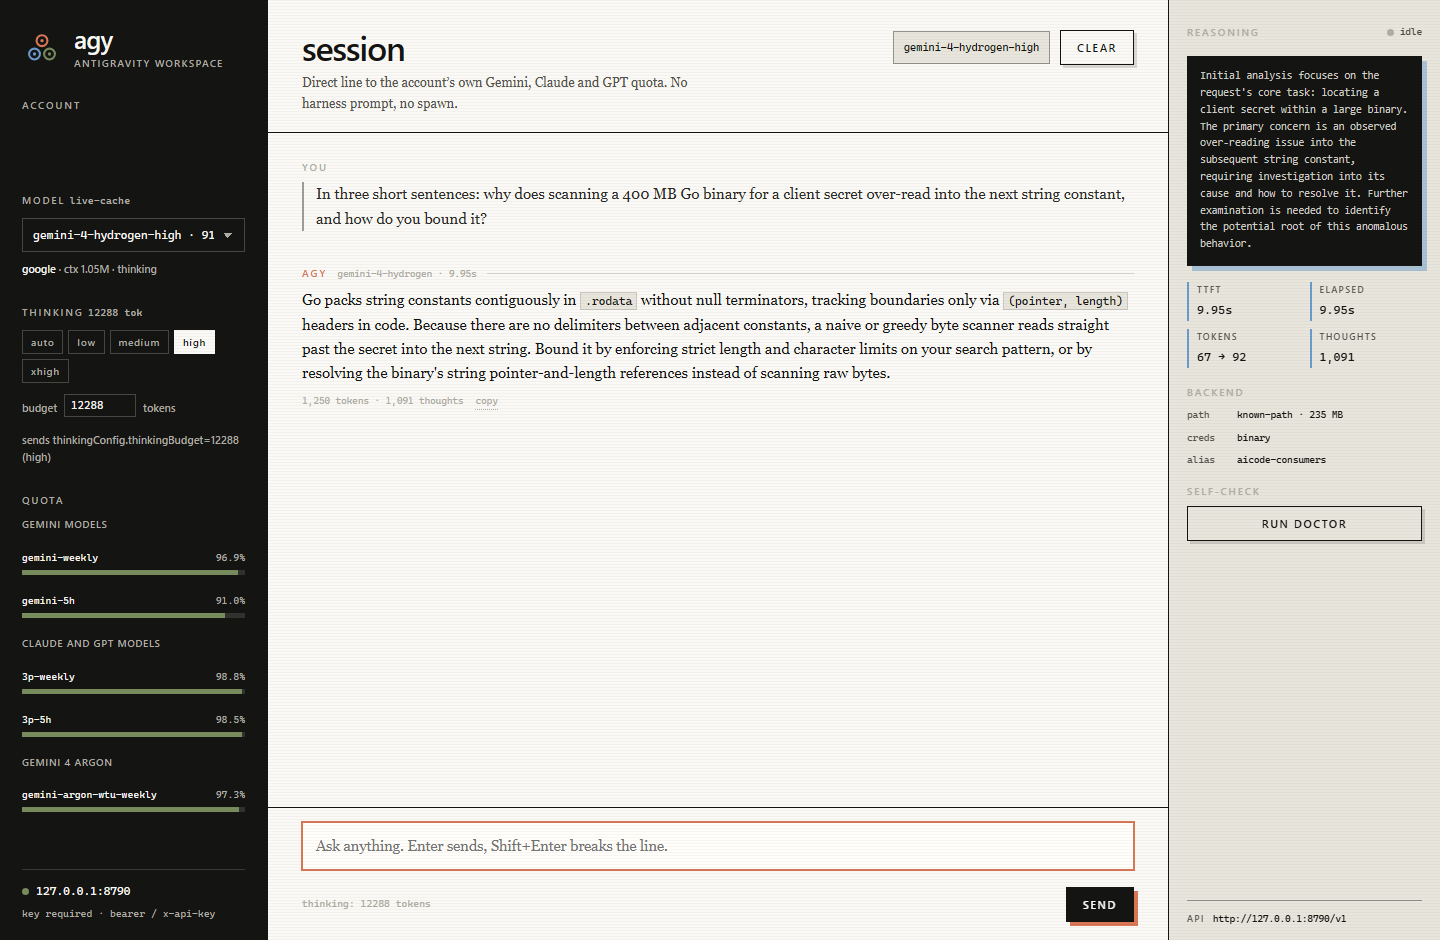 agy
ANTIGRAVITY WORKSPACE
ACCOUNT
MODEL live-cache
gemini-4-hydrogen-high · 91
google · ctx 1.05M · thinking
THINKING 12288 tok
auto low medium high
xhigh
budget 12288 tokens
sends thinkingConfig.thinkingBudget=12288
(high)
QUOTA
GEMINI MODELS
gemini-weekly 96.9%
gemini-5h 91.0%
CLAUDE AND GPT MODELS
3p-weekly 98.8%
3p-5h 98.5%
GEMINI 4 ARGON
gemini-argon-wtu-weekly 97.3%
127.0.0.1:8790
key required · bearer / x-api-key
session
Direct line to the account's own Gemini, Claude and GPT quota. No
harness prompt, no spawn.
gemini-4-hydrogen-high CLEAR
YOU
In three short sentences: why does scanning a 400 MB Go binary for a client secret over-read into the next string constant,
and how do you bound it?
AGY gemini-4-hydrogen · 9.95s
Go packs string constants contiguously in .rodata without null terminators, tracking boundaries only via (pointer, length)
headers in code. Because there are no delimiters between adjacent constants, a naive or greedy byte scanner reads straight
past the secret into the next string. Bound it by enforcing strict length and character limits on your search pattern, or by
resolving the binary's string pointer-and-length references instead of scanning raw bytes.
1,250 tokens · 1,091 thoughts copy
Ask anything. Enter sends, Shift+Enter breaks the line.
thinking: 12288 tokens SEND
REASONING idle
Initial analysis focuses on the
request's core task: locating a
client secret within a large binary.
The primary concern is an observed
over-reading issue into the
subsequent string constant,
requiring investigation into its
cause and how to resolve it. Further
examination is needed to identify
the potential root of this anomalous
behavior.
TTFT ELAPSED
9.95s 9.95s
TOKENS THOUGHTS
67 → 92 1,091
BACKEND
path known-path · 235 MB
creds binary
alias aicode-consumers
SELF-CHECK
RUN DOCTOR
API http://127.0.0.1:8790/v1